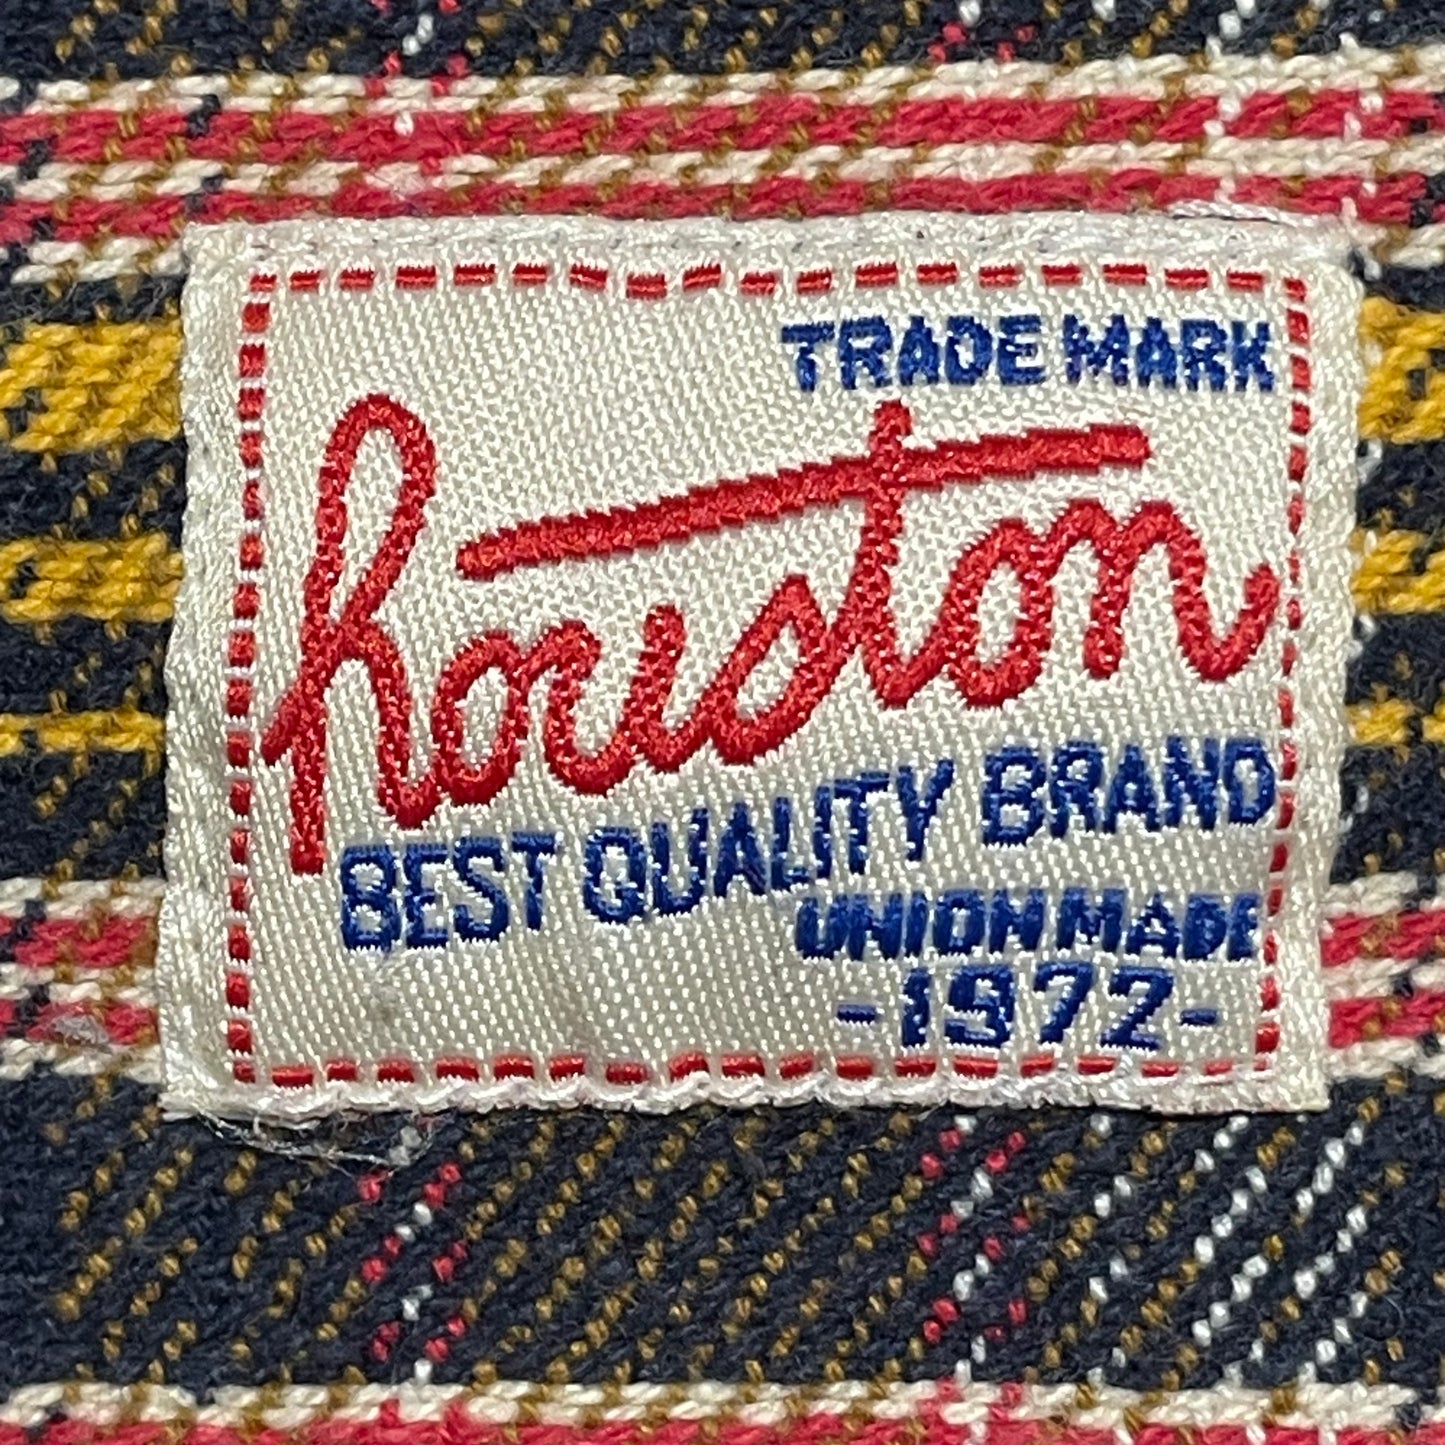 TRADE MARK
houston
BEST QUALITY BRAND
UNION MADE
-1972-